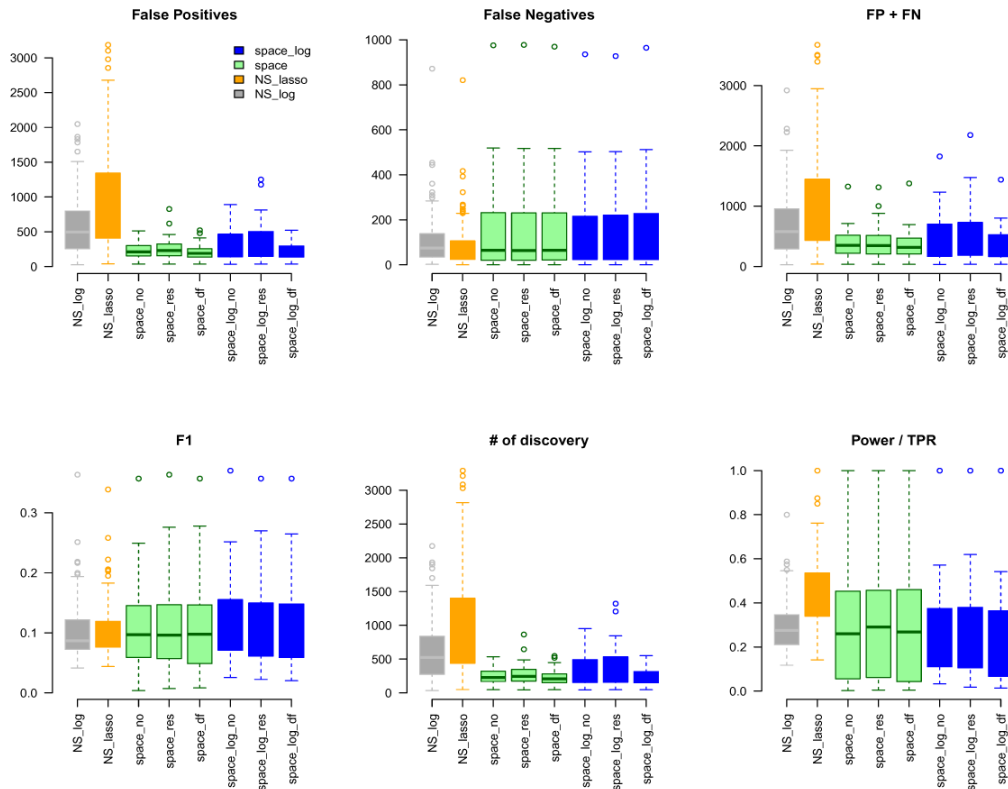 False Positives
3000
2500
2000
1500
1000
500
0
space_log
space
NS_lasso
NS_log
NS_log
NS_lasso
space_no
space_res
space_df
space_log_no
space_log_res
space_log_df
False Negatives
1000
800
600
400
200
0
NS_log
NS_lasso
space_no
space_res
space_df
space_log_no
space_log_res
space_log_df
FP + FN
3000
2000
1000
0
NS_log
NS_lasso
space_no
space_res
space_df
space_log_no
space_log_res
space_log_df
F1
0.3
0.2
0.1
0.0
NS_log
NS_lasso
space_no
space_res
space_df
space_log_no
space_log_res
space_log_df
# of discovery
3000
2500
2000
1500
1000
500
0
NS_log
NS_lasso
space_no
space_res
space_df
space_log_no
space_log_res
space_log_df
Power / TPR
1.0
0.8
0.6
0.4
0.2
0.0
NS_log
NS_lasso
space_no
space_res
space_df
space_log_no
space_log_res
space_log_df